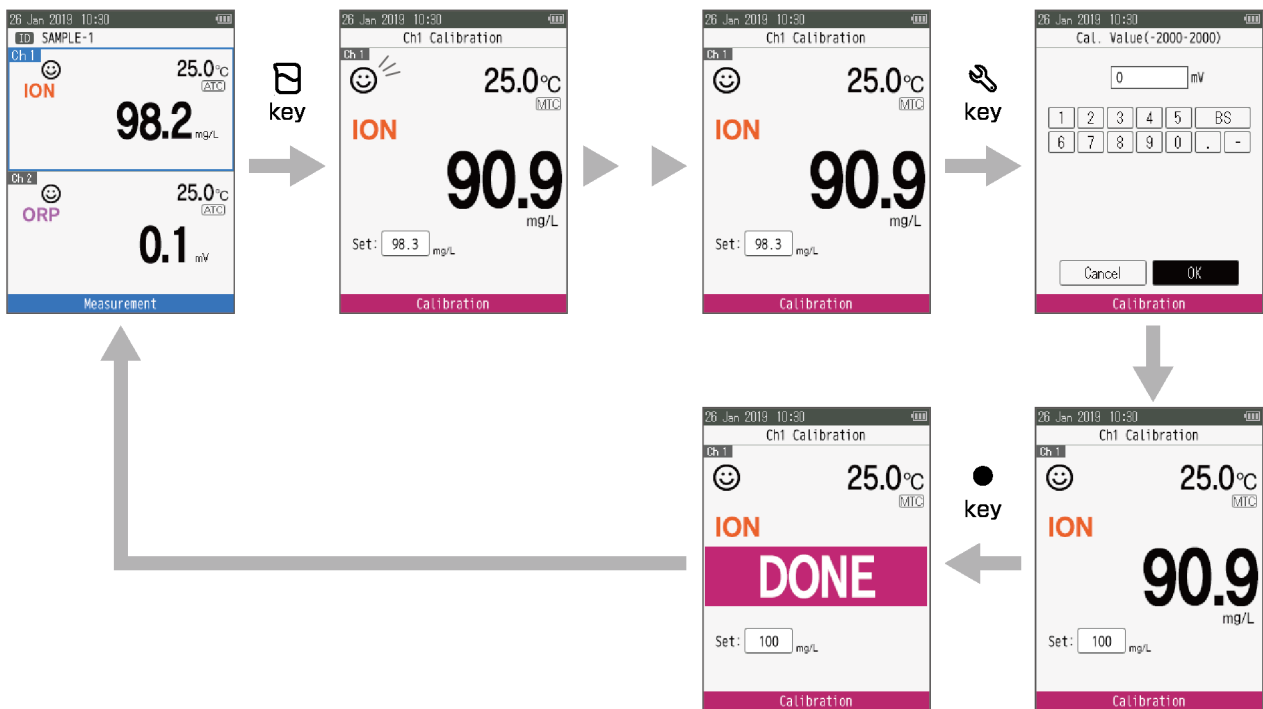 26 Jan 2019 10:30
ID SAMPLE-1
Ch 1
25.0℃
ION
ATC
98.2 mg/L
Ch 2
25.0℃
ORP
ATC
0.1 mV
Measurement
key
26 Jan 2019 10:30
Ch1 Calibration
Ch 1
25.0℃
MTC
ION
90.9
mg/L
Set: 98.3 mg/L
Calibration
26 Jan 2019 10:30
Ch1 Calibration
Ch 1
25.0℃
MTC
ION
90.9
mg/L
Set: 98.3 mg/L
Calibration
key
26 Jan 2019 10:30
Cal. Value(-2000-2000)
0 mV
1 2 3 4 5 BS
6 7 8 9 0 . -
Cancel OK
Calibration
26 Jan 2019 10:30
Ch1 Calibration
Ch 1
25.0℃
MTC
ION
90.9
mg/L
Set: 100 mg/L
Calibration
key
26 Jan 2019 10:30
Ch1 Calibration
Ch 1
25.0℃
MTC
ION
DONE
Set: 100 mg/L
Calibration